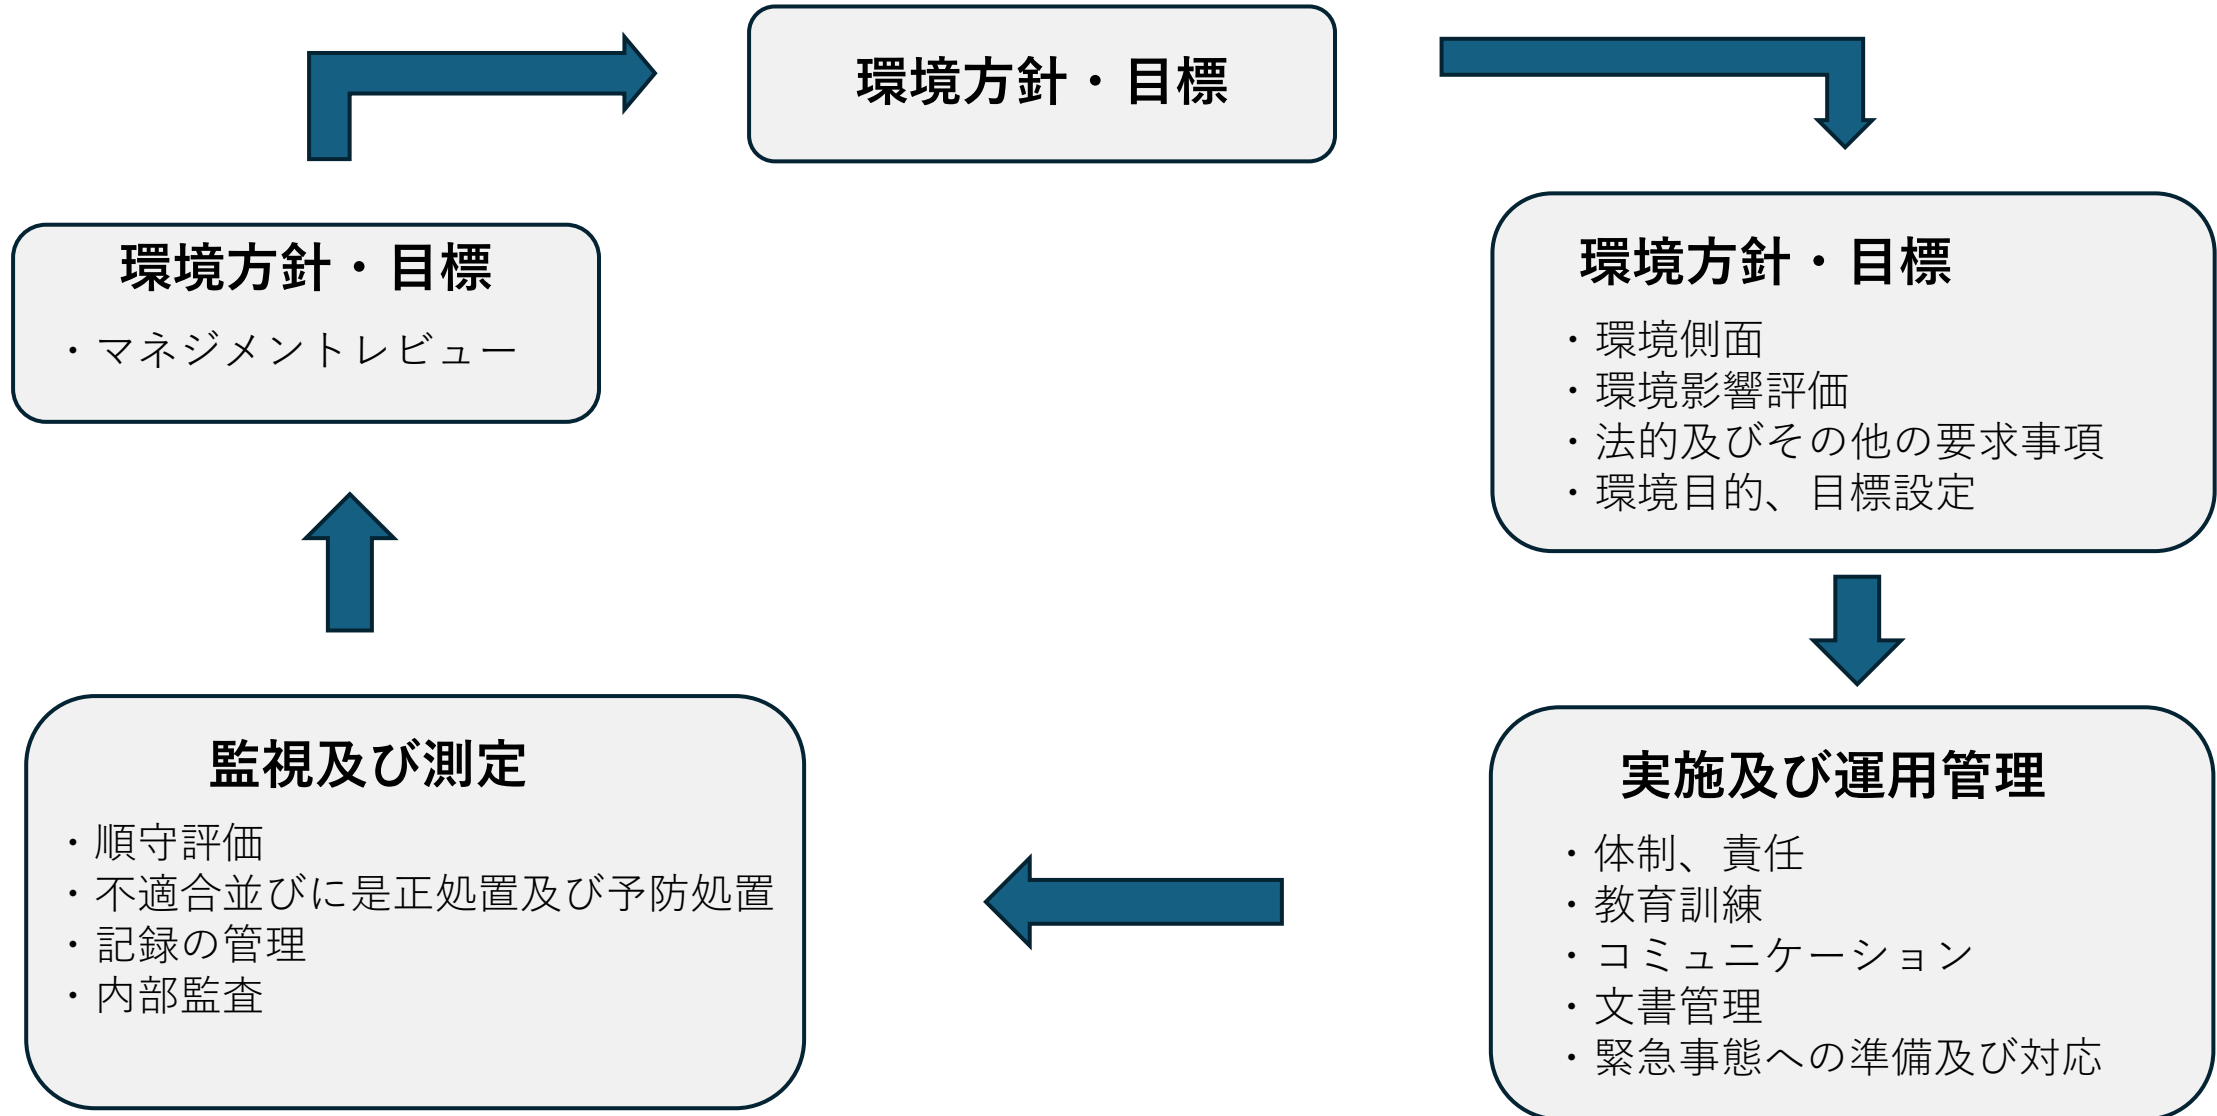 環境方針・目標
環境方針・目標
・環境側面
・環境影響評価
・法的及びその他の要求事項
・環境目的、目標設定
実施及び運用管理
・体制、責任
・教育訓練
・コミュニケーション
・文書管理
・緊急事態への準備及び対応
監視及び測定
・順守評価
・不適合並びに是正処置及び予防処置
・記録の管理
・内部監査
環境方針・目標
・マネジメントレビュー